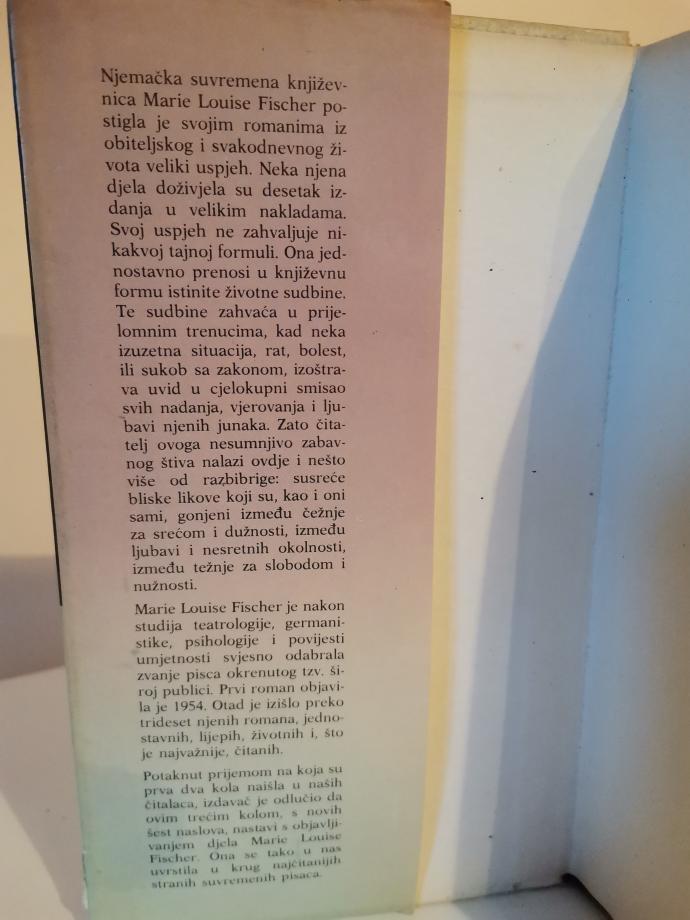 Njemačka suvremena književ-
nica Marie Louise Fischer po-
stigla je svojim romanima iz
obiteljskog i svakodnevnog ži-
vota veliki uspjeh. Neka njena
djela doživjela su desetak iz-
danja u velikim nakladama.
Svoj uspjeh ne zahvaljuje ni-
kakvoj tajnoj formuli. Ona jed-
nostavno prenosi u književnu
formu istinite životne sudbine.
Te sudbine zahvaća u prije-
lomnim trenucima, kad neka
izuzetna situacija, rat, bolest,
ili sukob sa zakonom, izoštra-
va uvid u cjelokupni smisao
svih nadanja, vjerovanja i lju-
bavi njenih junaka. Zato čita-
telj ovoga nesumnjivo zabav-
nog štiva nalazi ovdje i nešto
više od razbibrige: susreće
bliske likove koji su, kao i oni
sami, gonjeni između čežnje
za srećom i dužnosti, između
ljubavi i nesretnih okolnosti,
između težnje za slobodom i
nužnosti.
Marie Louise Fischer je nakon
studija teatrologije, germani-
stike, psihologije i povijesti
umjetnosti svjesno odabrala
zvanje pisca okrenutog tzv. ši-
roj publici. Prvi roman objavi-
la je 1954. Otad je izišlo preko
trideset njenih romana, jedno-
stavnih, lijepih, životnih i, što
je najvažnije, čitanih.
Potaknut prijemom na koja su
prva dva kola naišla u naših
čitalaca, izdavač je odlučio da
ovim trećim kolom, s novih
šest naslova, nastavi s objavlji-
vanjem djela Marie Louise
Fischer. Ona se tako u nas
uvrstila u krug najčitanijih
stranih suvremenih pisaca.